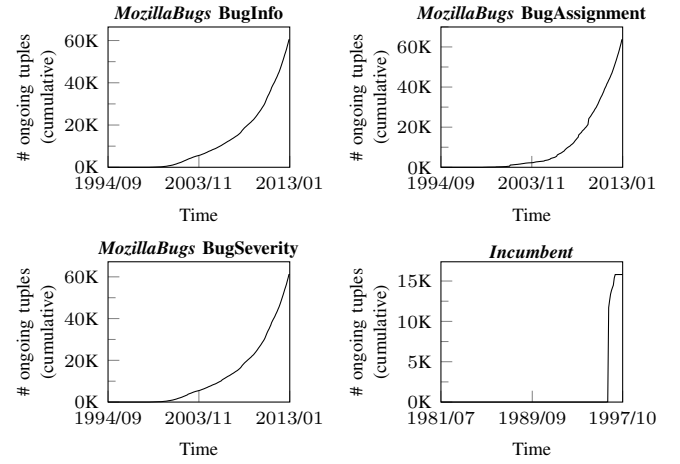 MozillaBugs BugInfo
60K
40K
20K
0K
# ongoing tuples
(cumulative)
1994/09 2003/11 2013/01
Time
MozillaBugs BugAssignment
60K
40K
20K
0K
# ongoing tuples
(cumulative)
1994/09 2003/11 2013/01
Time
MozillaBugs BugSeverity
60K
40K
20K
0K
# ongoing tuples
(cumulative)
1994/09 2003/11 2013/01
Time
Incumbent
15K
10K
5K
0K
# ongoing tuples
(cumulative)
1981/07 1989/09 1997/10
Time